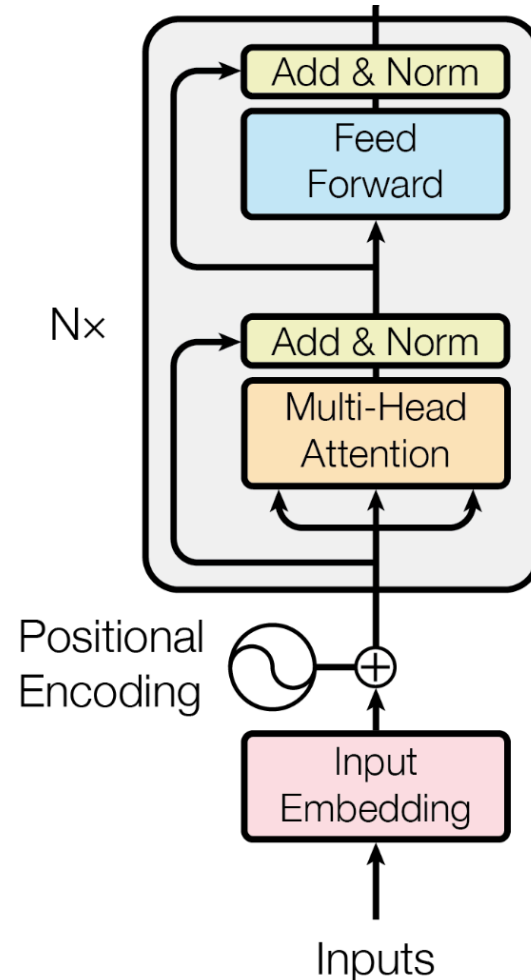 Add & Norm
Feed
Forward
N×
Add & Norm
Multi-Head
Attention
Positional
Encoding
Input
Embedding
Inputs